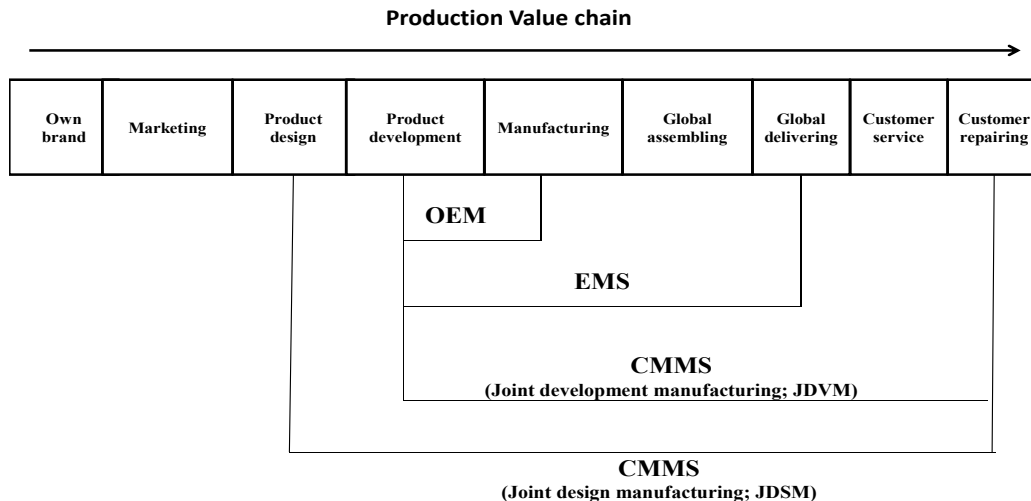 Production Value chain
Own
brand
Marketing
Product
design
Product
development
Manufacturing
Global
assembling
Global
delivering
Customer
service
Customer
repairing
OEM
EMS
CMMS
(Joint development manufacturing; JDVM)
CMMS
(Joint design manufacturing; JDSM)